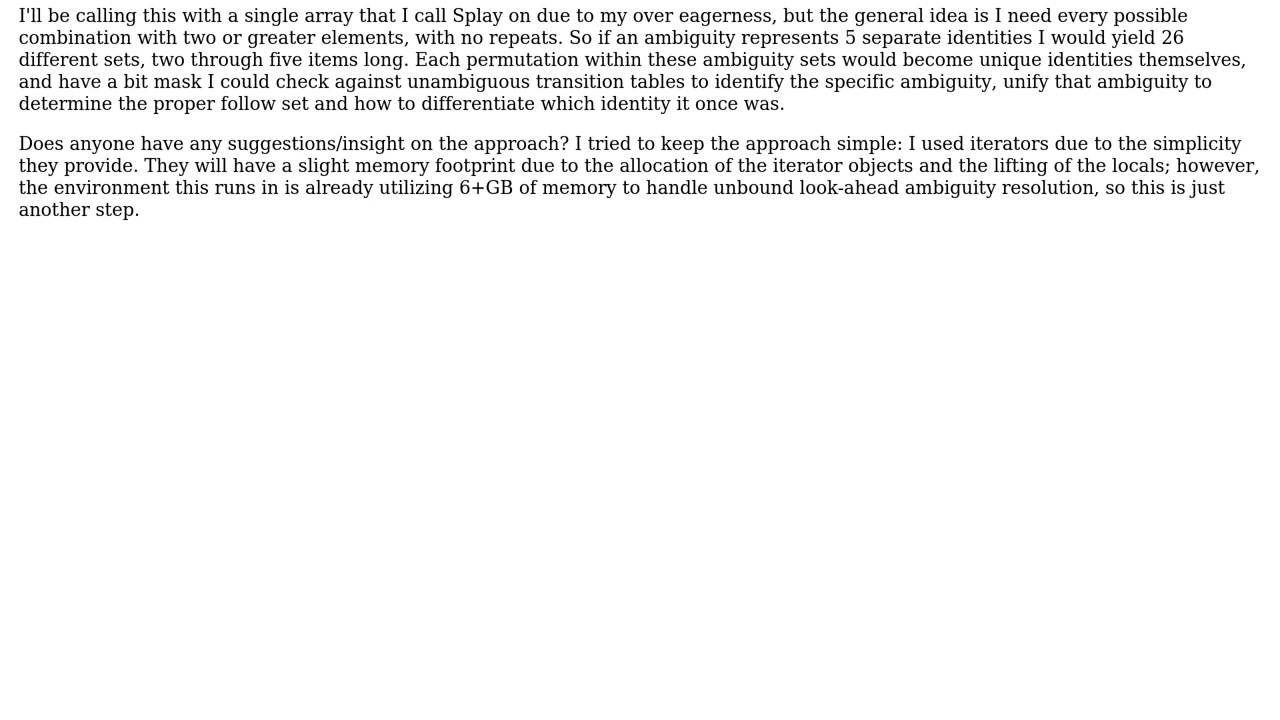 I'll be calling this with a single array that I call Splay on due to my over eagerness, but the general idea is I need every possible
combination with two or greater elements, with no repeats. So if an ambiguity represents 5 separate identities I would yield 26
different sets, two through five items long. Each permutation within these ambiguity sets would become unique identities themselves,
and have a bit mask I could check against unambiguous transition tables to identify the specific ambiguity, unify that ambiguity to
determine the proper follow set and how to differentiate which identity it once was.
Does anyone have any suggestions/insight on the approach? I tried to keep the approach simple: I used iterators due to the simplicity
they provide. They will have a slight memory footprint due to the allocation of the iterator objects and the lifting of the locals; however,
the environment this runs in is already utilizing 6+GB of memory to handle unbound look-ahead ambiguity resolution, so this is just
another step.